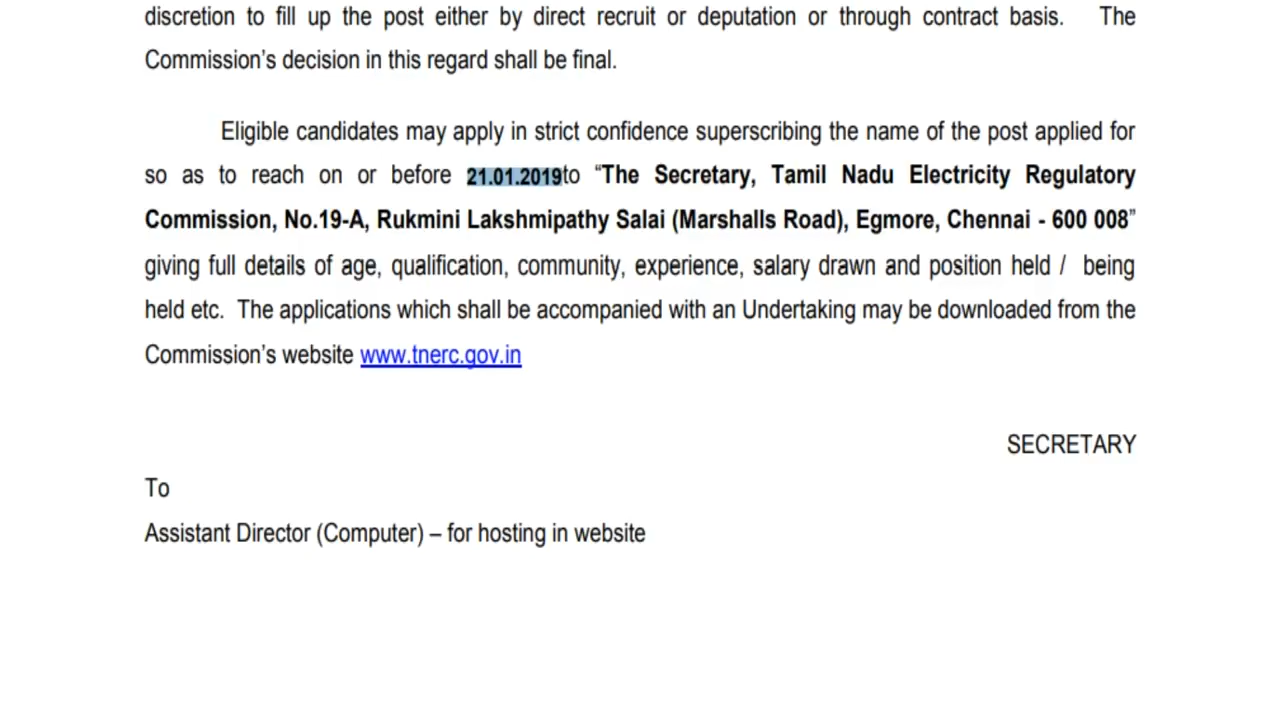 discretion to fill up the post either by direct recruit or deputation or through contract basis. The
Commission’s decision in this regard shall be final.
Eligible candidates may apply in strict confidence superscribing the name of the post applied for
so as to reach on or before 21.01.2019to “The Secretary, Tamil Nadu Electricity Regulatory
Commission, No.19-A, Rukmini Lakshmipathy Salai (Marshalls Road), Egmore, Chennai - 600 008”
giving full details of age, qualification, community, experience, salary drawn and position held / being
held etc. The applications which shall be accompanied with an Undertaking may be downloaded from the
Commission’s website www.tnerc.gov.in
SECRETARY
To
Assistant Director (Computer) – for hosting in website